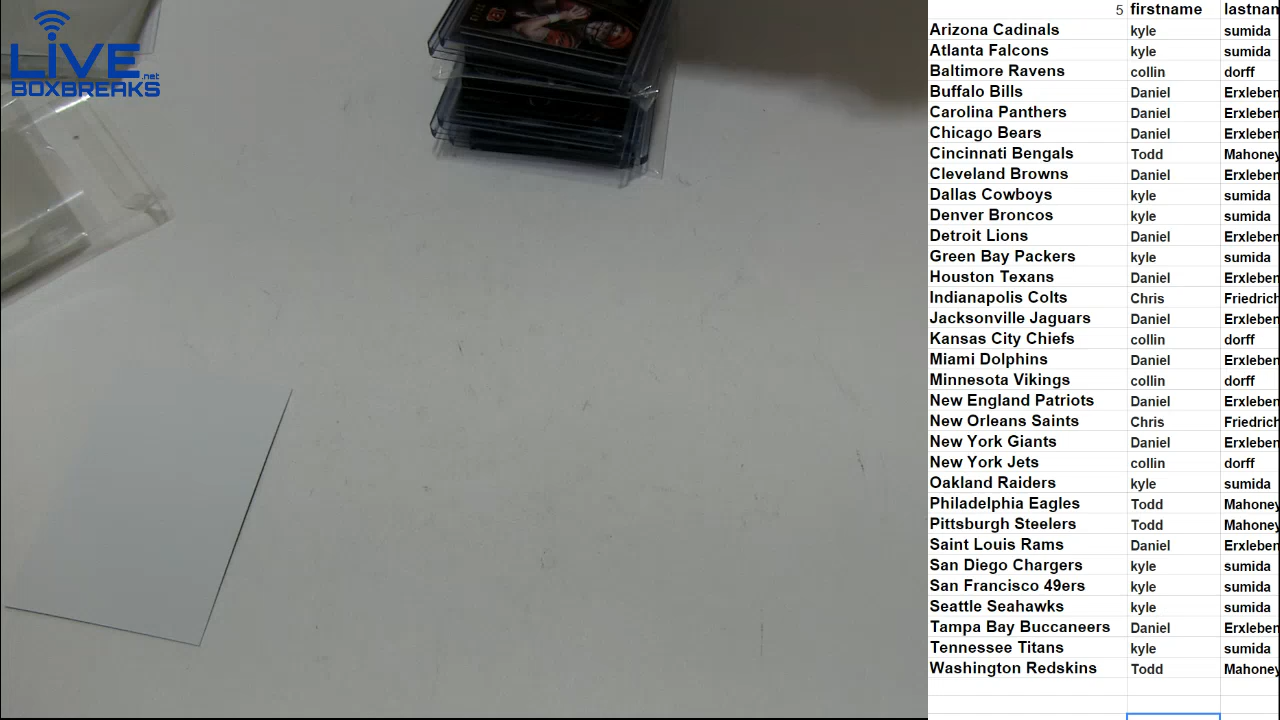 LIVE.net
BOXBREAKS
5 firstname lastnam
Arizona Cadinals kyle sumida
Atlanta Falcons kyle sumida
Baltimore Ravens collin dorff
Buffalo Bills Daniel Erxleben
Carolina Panthers Daniel Erxleben
Chicago Bears Daniel Erxleben
Cincinnati Bengals Todd Mahoney
Cleveland Browns Daniel Erxleben
Dallas Cowboys kyle sumida
Denver Broncos kyle sumida
Detroit Lions Daniel Erxleben
Green Bay Packers kyle sumida
Houston Texans Daniel Erxleben
Indianapolis Colts Chris Friedrich
Jacksonville Jaguars Daniel Erxleben
Kansas City Chiefs collin dorff
Miami Dolphins Daniel Erxleben
Minnesota Vikings collin dorff
New England Patriots Daniel Erxleben
New Orleans Saints Chris Friedrich
New York Giants Daniel Erxleben
New York Jets collin dorff
Oakland Raiders kyle sumida
Philadelphia Eagles Todd Mahoney
Pittsburgh Steelers Todd Mahoney
Saint Louis Rams Daniel Erxleben
San Diego Chargers kyle sumida
San Francisco 49ers kyle sumida
Seattle Seahawks kyle sumida
Tampa Bay Buccaneers Daniel Erxleben
Tennessee Titans kyle sumida
Washington Redskins Todd Mahoney